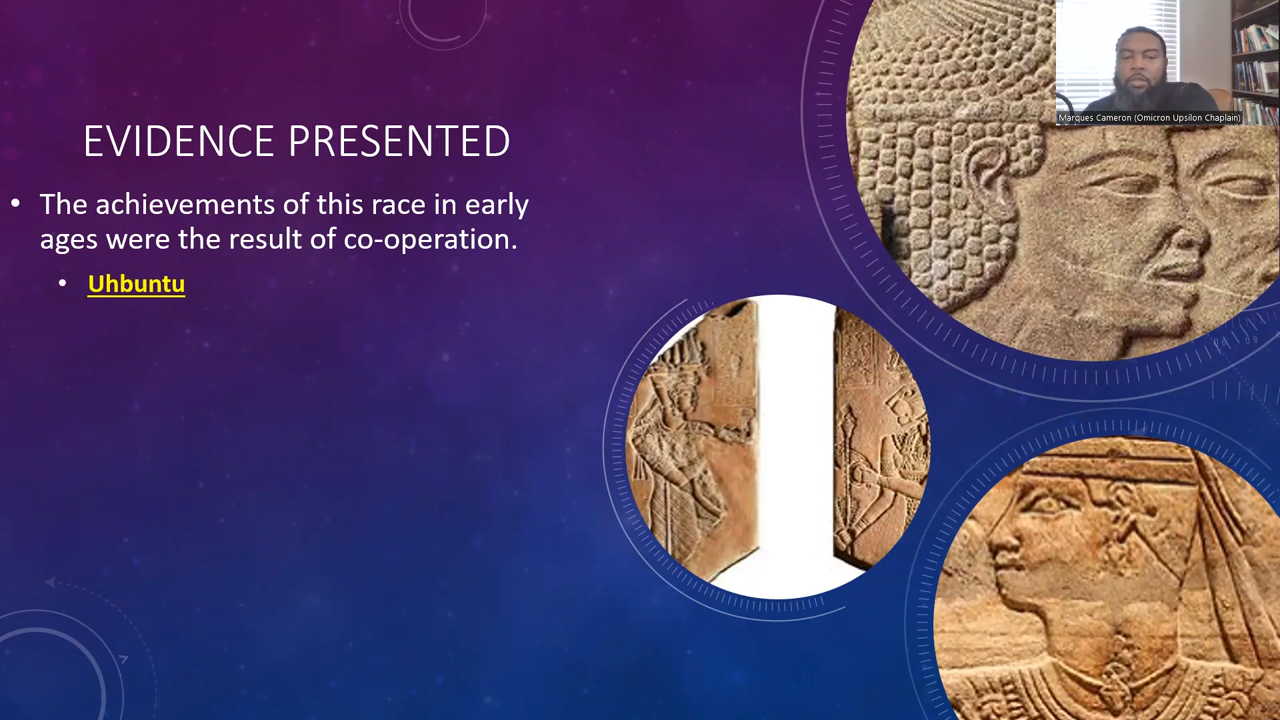 EVIDENCE PRESENTED
• The achievements of this race in early
ages were the result of co-operation.
• Uhbuntu
Marques Cameron (Omicron Upsilon Chaplain)